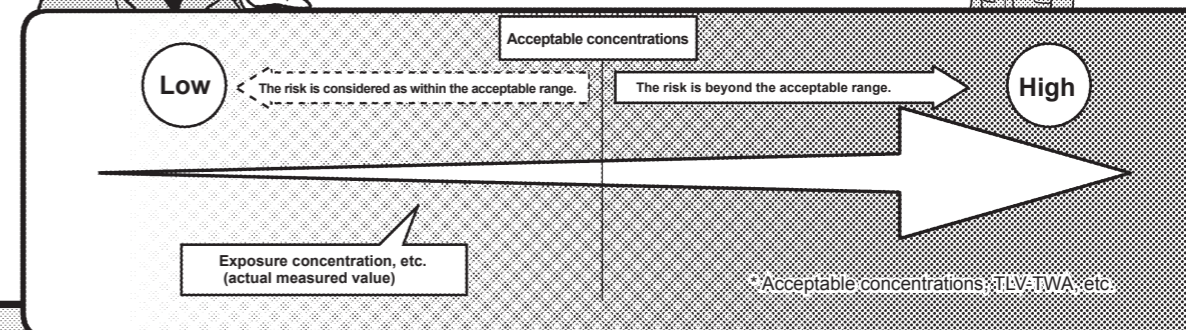 Acceptable concentrations
Low
The risk is considered as within the acceptable range.
The risk is beyond the acceptable range.
High
Exposure concentration, etc.
(actual measured value)
* Acceptable concentrations; TLV-TWA, etc.